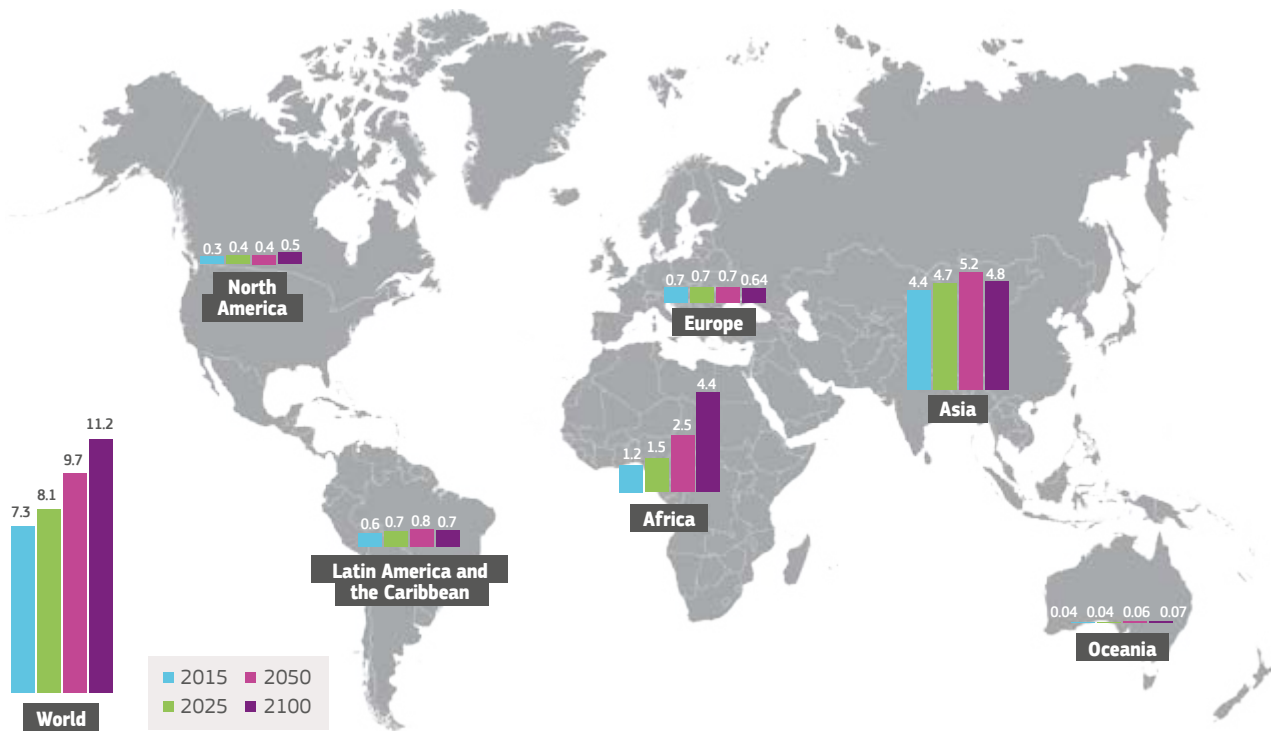 0.3 0.4 0.4 0.5
North
America
0.7 0.7 0.7 0.64
Europe
4.4 4.7 5.2 4.8
Asia
1.2 1.5 2.5 4.4
Africa
7.3 8.1 9.7 11.2
World
0.6 0.7 0.8 0.7
Latin America and
the Caribbean
0.04 0.04 0.06 0.07
Oceania
2015 2050
2025 2100